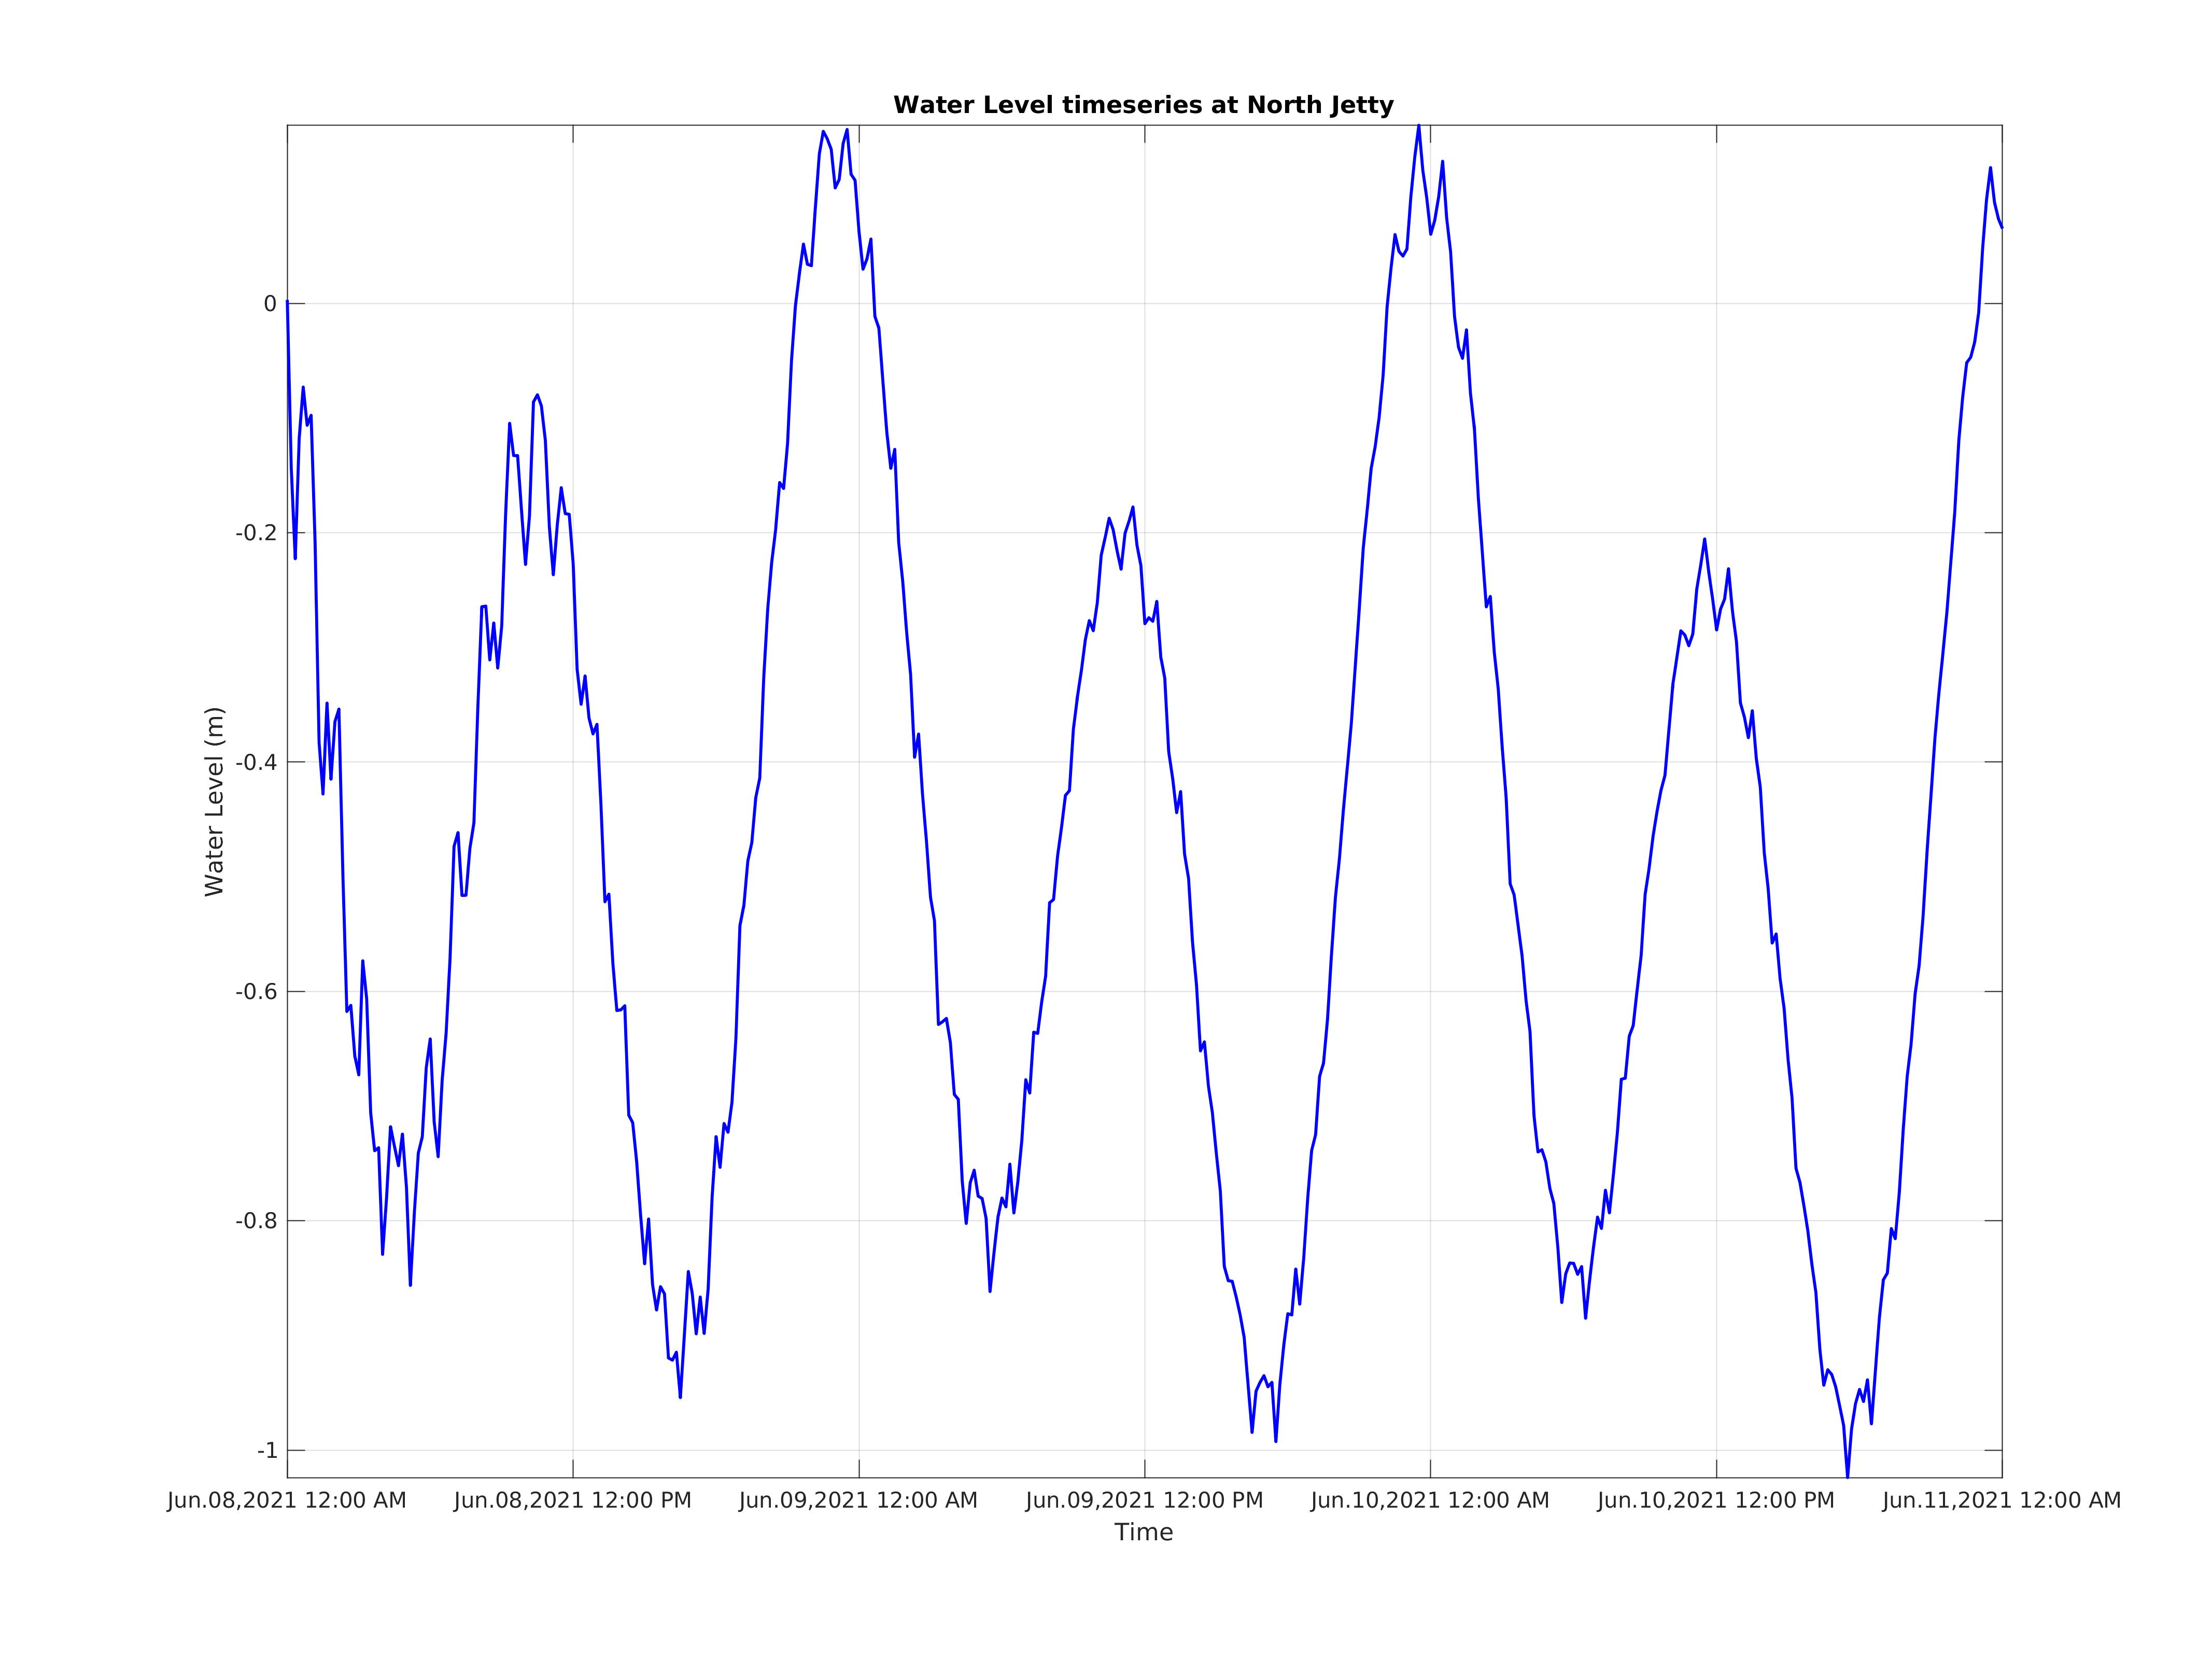 Water Level timeseries at North Jetty
Water Level (m)
0
-0.2
-0.4
-0.6
-0.8
-1
Jun.08,2021 12:00 AM
Jun.08,2021 12:00 PM
Jun.09,2021 12:00 AM
Jun.09,2021 12:00 PM
Jun.10,2021 12:00 AM
Jun.10,2021 12:00 PM
Jun.11,2021 12:00 AM
Time